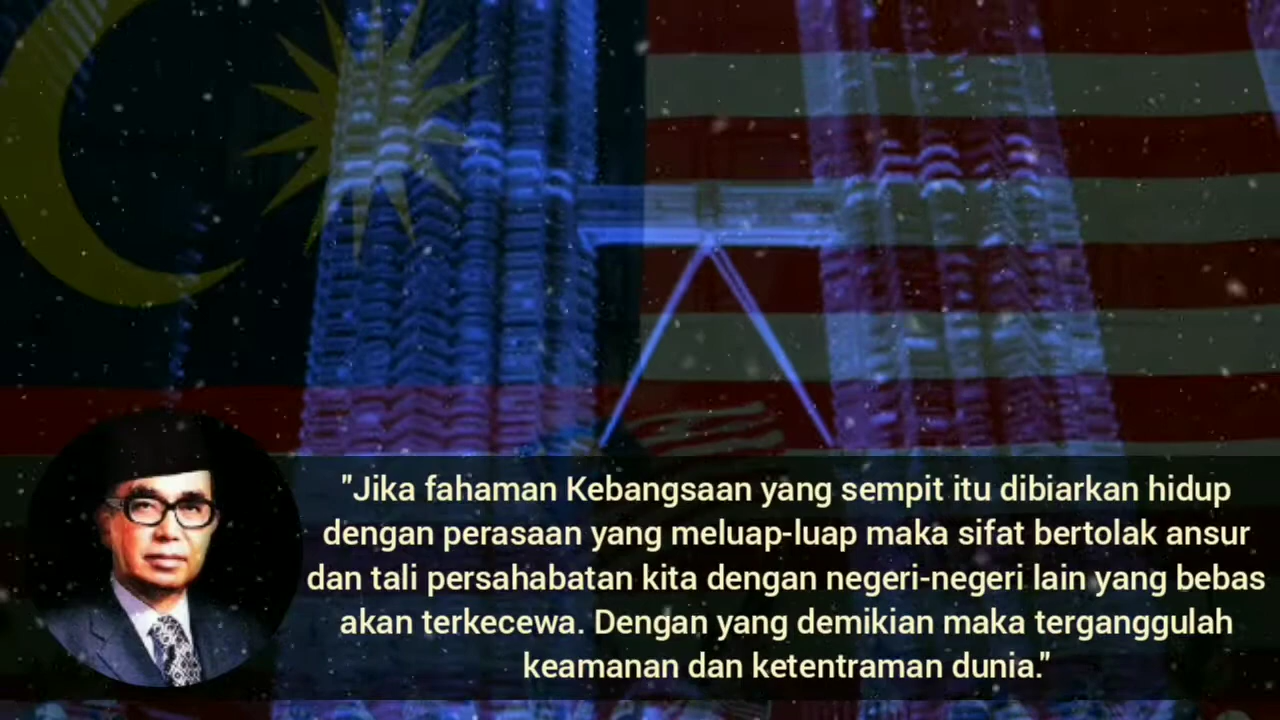 "Jika fahaman Kebangsaan yang sempit itu dibiarkan hidup
dengan perasaan yang meluap-luap maka sifat bertolak ansur
dan tali persahabatan kita dengan negeri-negeri lain yang bebas
akan terkecewa. Dengan yang demikian maka terganggulah
keamanan dan ketentraman dunia."